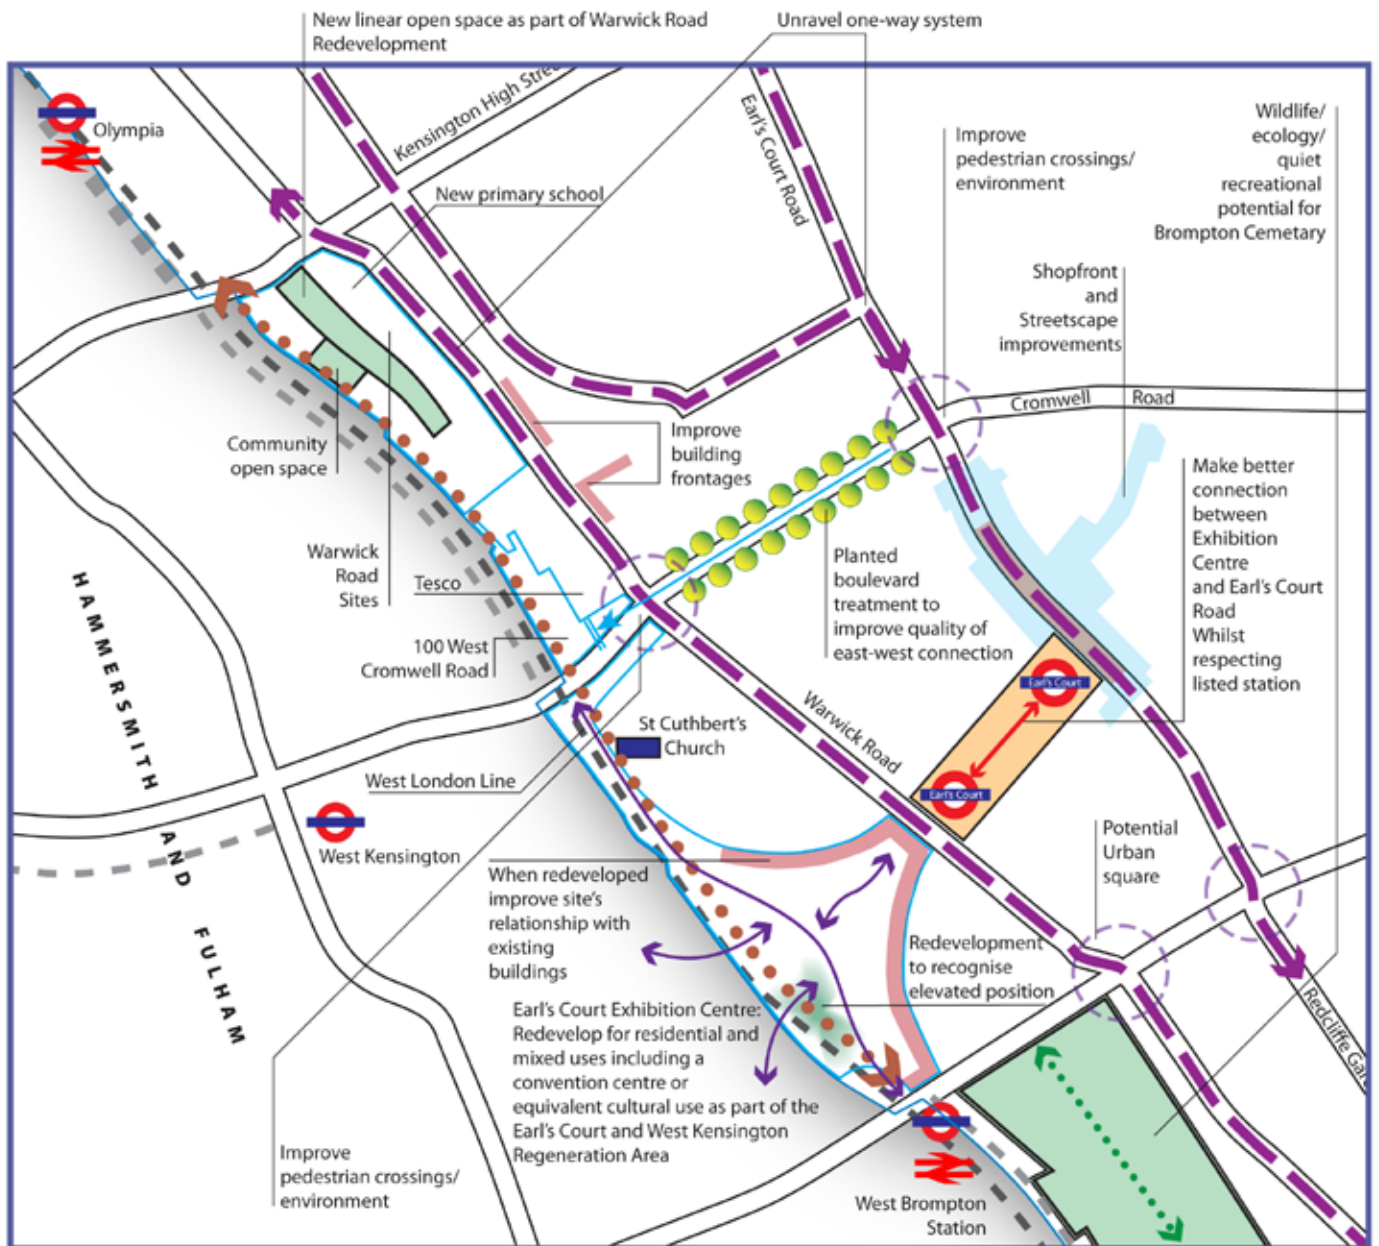 New linear open space as part of Warwick Road
Redevelopment
Unravel one-way system
Olympia
Kensington High Stree
Earl's Court Road
Improve
pedestrian crossings/
environment
Wildlife/
ecology/
quiet
recreational
potential for
Brompton Cemetary
New primary school
Shopfront
and
Streetscape
improvements
Cromwell Road
Community
open space
Improve
building
frontages
Make better
connection
between
Exhibition
Centre
and Earl's Court
Road
Whilst
respecting
listed station
Warwick
Road
Sites
Tesco
100 West
Cromwell Road
Planted
boulevard
treatment to
improve quality of
east-west connection
HAMMERSMITH AND FULHAM
Earl's Court
Warwick Road
St Cuthbert's
Church
West London Line
Earl's Court
West Kensington
Potential
Urban
square
When redeveloped
improve site's
relationship with
existing
buildings
Redevelopment
to recognise
elevated position
Earl's Court Exhibition Centre:
Redevelop for residential and
mixed uses including a
convention centre or
equivalent cultural use as part of the
Earl's Court and West Kensington
Regeneration Area
Redcliffe Gar
Improve
pedestrian crossings/
environment
West Brompton
Station